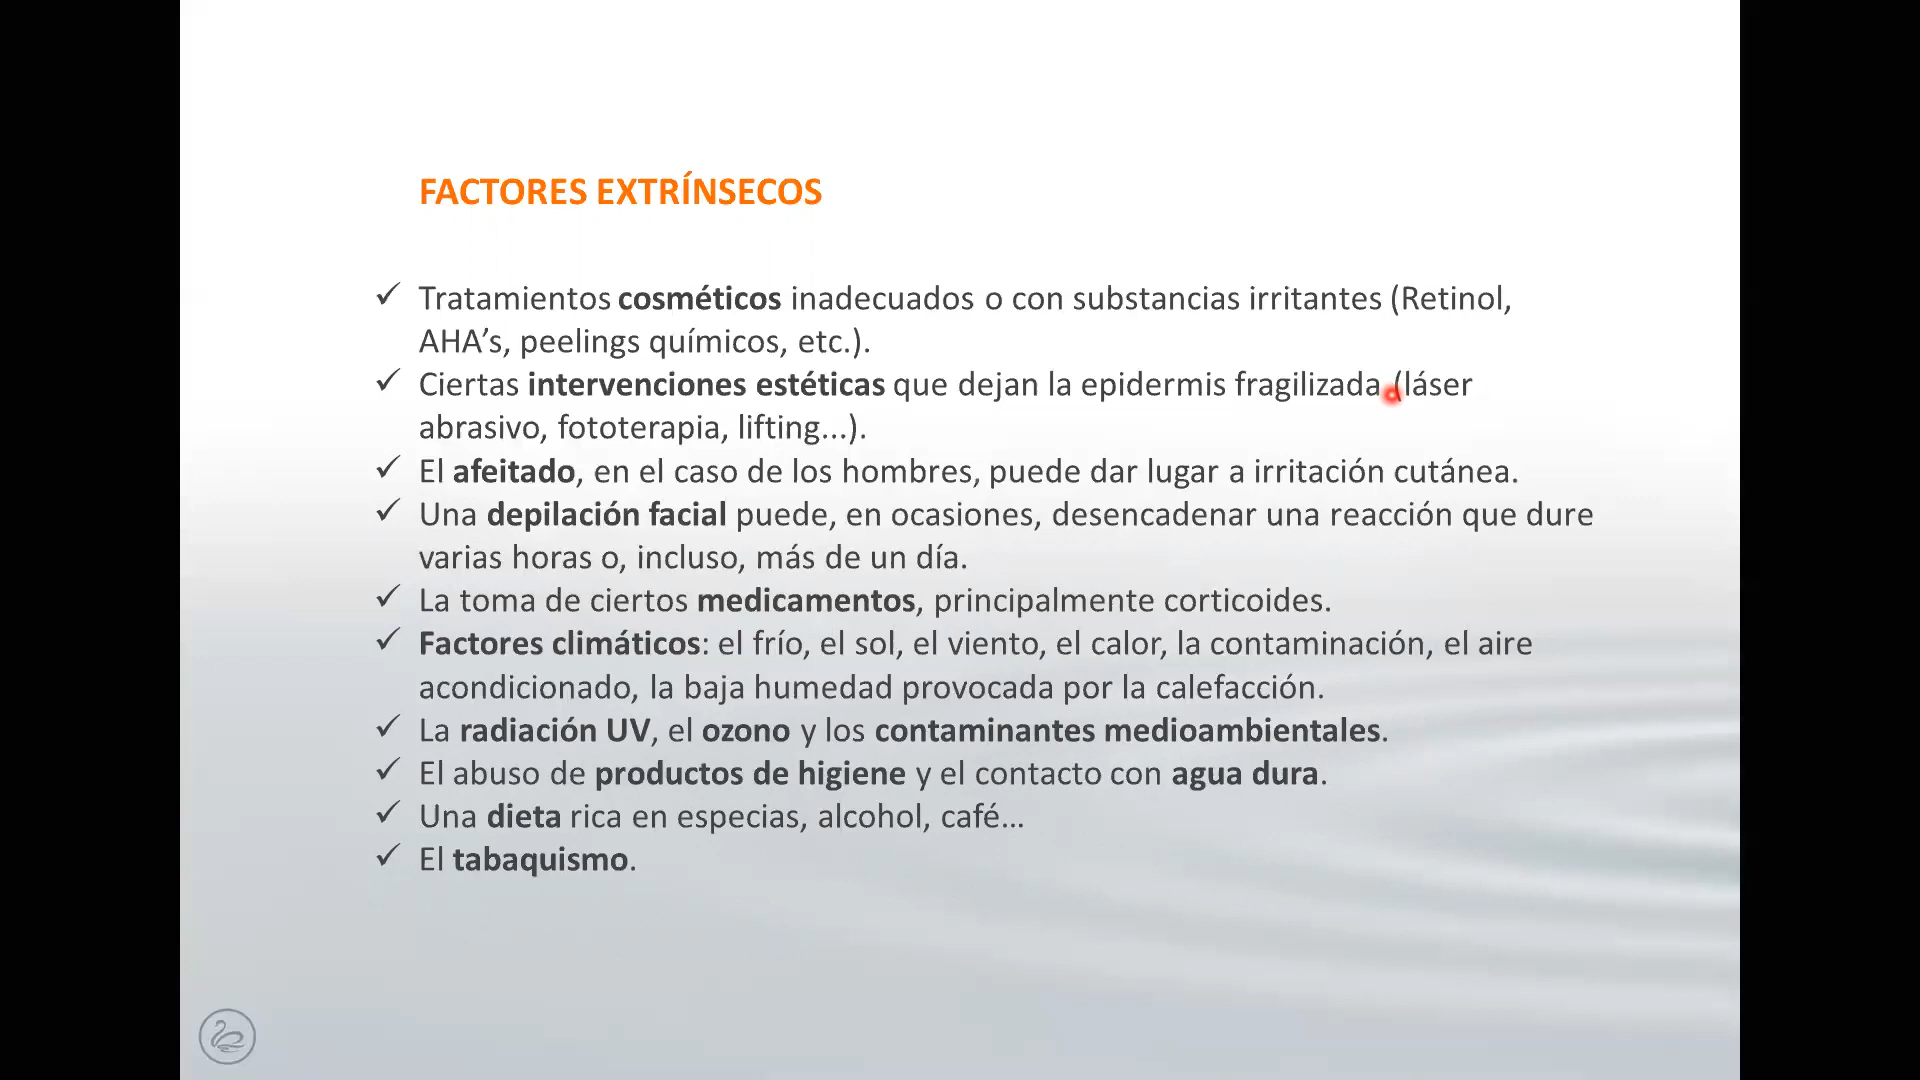 FACTORES EXTRÍNSECOS
✓ Tratamientos cosméticos inadecuados o con substancias irritantes (Retinol,
AHA’s, peelings químicos, etc.).
✓ Ciertas intervenciones estéticas que dejan la epidermis fragilizada (láser
abrasivo, fototerapia, lifting...).
✓ El afeitado, en el caso de los hombres, puede dar lugar a irritación cutánea.
✓ Una depilación facial puede, en ocasiones, desencadenar una reacción que dure
varias horas o, incluso, más de un día.
✓ La toma de ciertos medicamentos, principalmente corticoides.
✓ Factores climáticos: el frío, el sol, el viento, el calor, la contaminación, el aire
acondicionado, la baja humedad provocada por la calefacción.
✓ La radiación UV, el ozono y los contaminantes medioambientales.
✓ El abuso de productos de higiene y el contacto con agua dura.
✓ Una dieta rica en especias, alcohol, café...
✓ El tabaquismo.